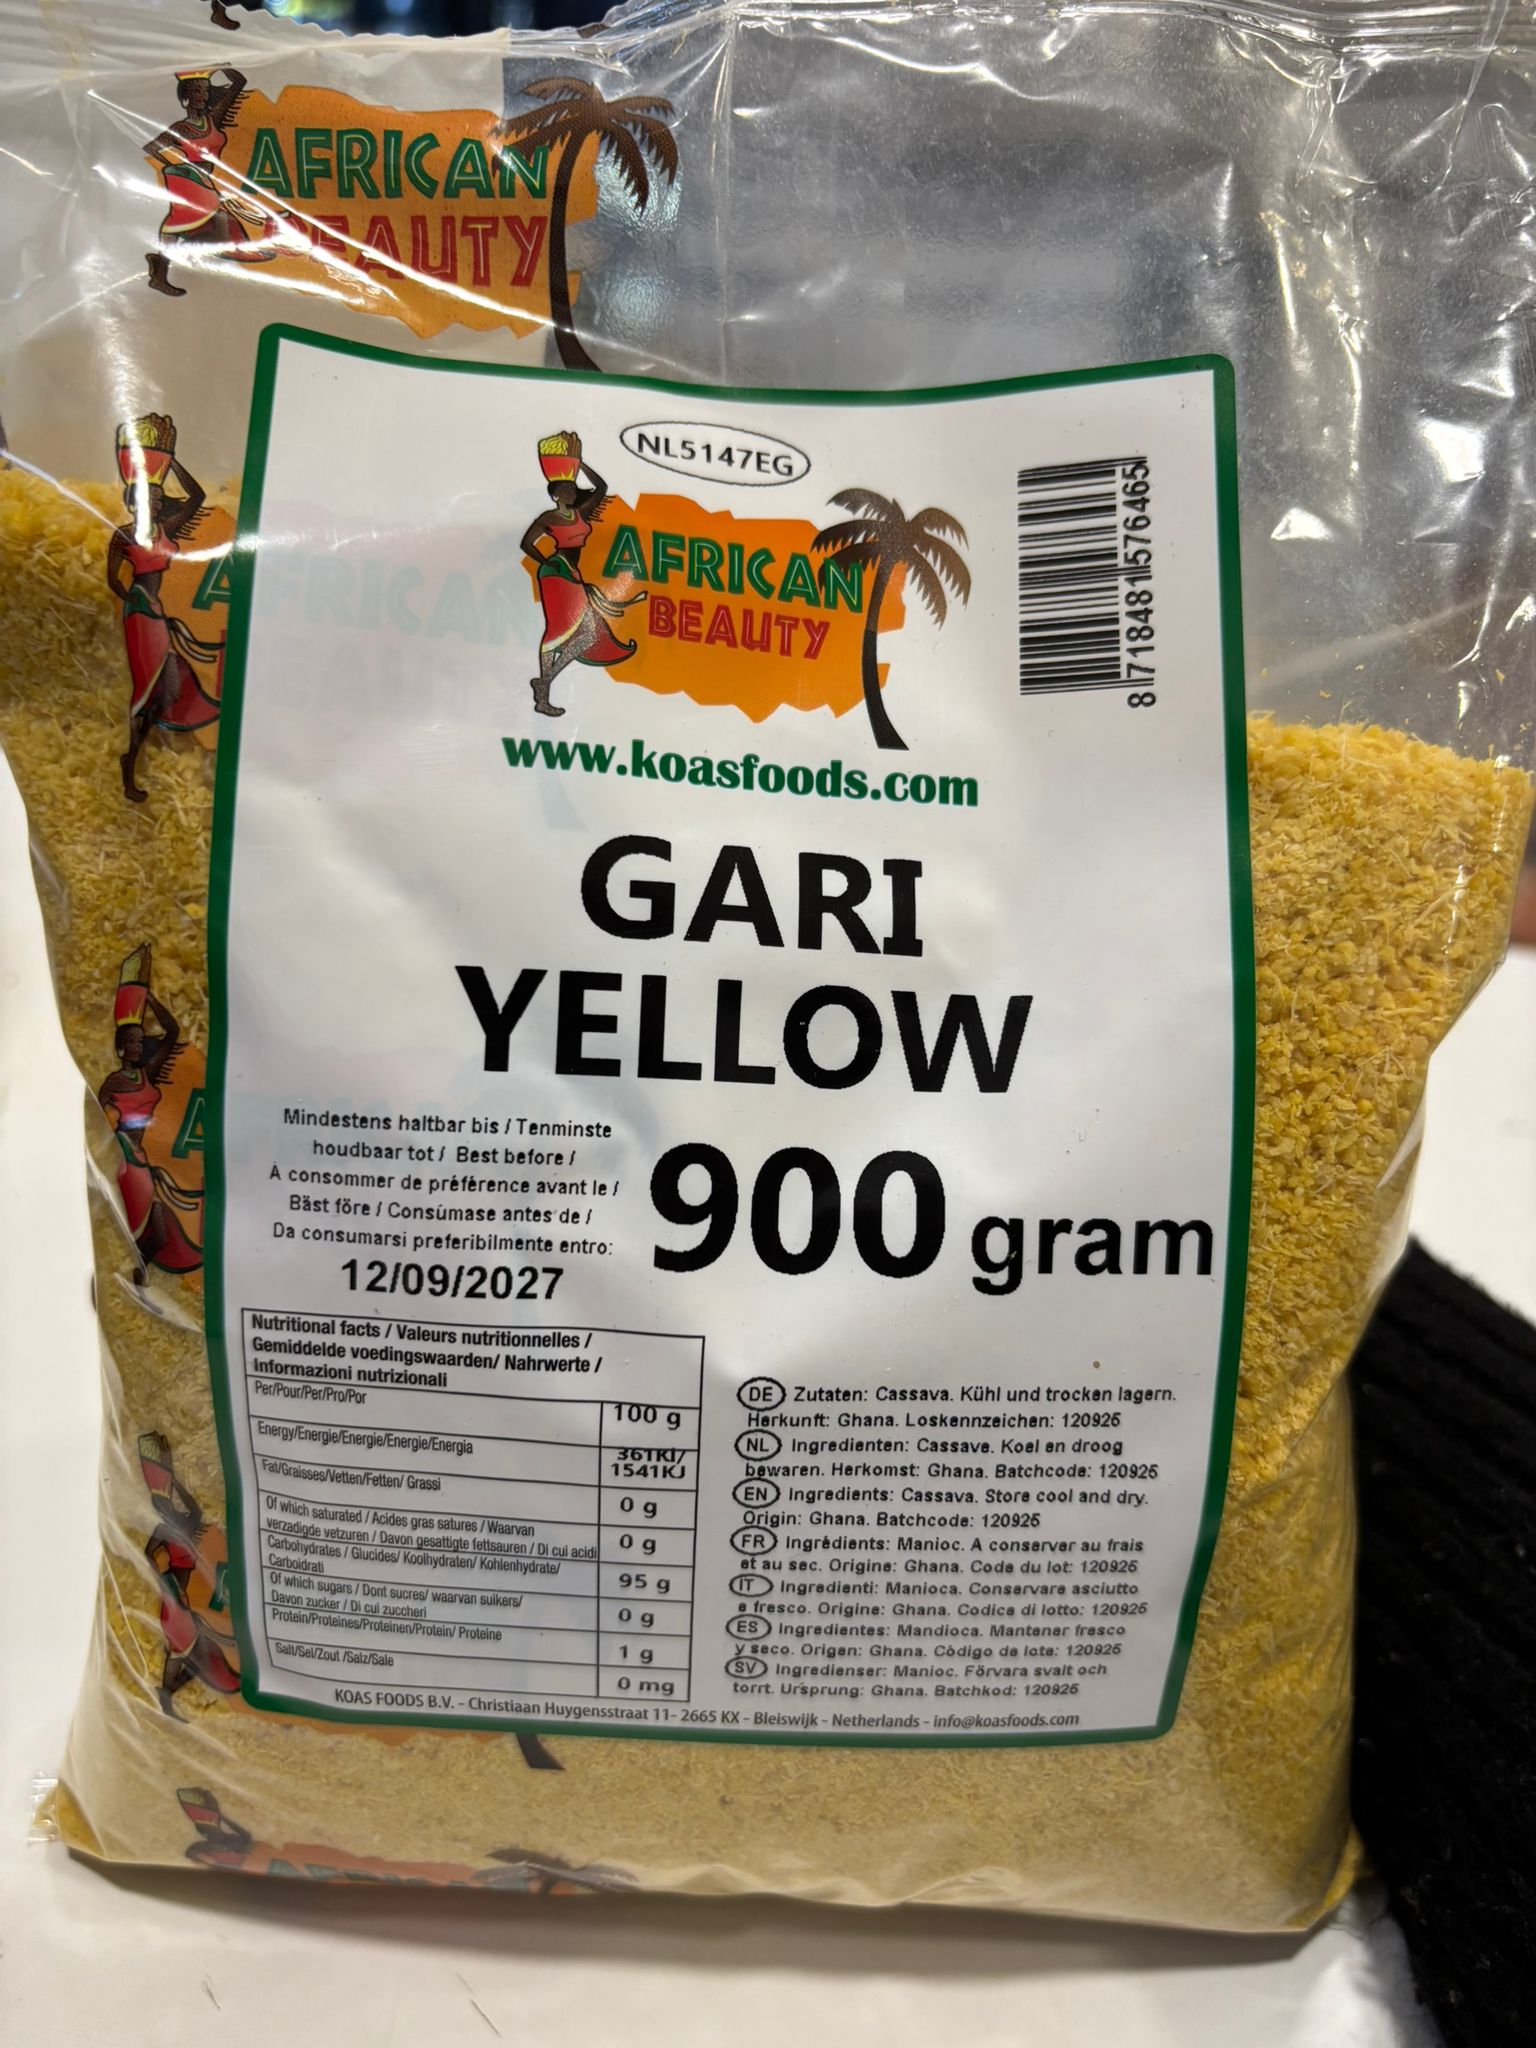 AFRICAN
BEAUTY
NL5147EG
AFRICAN
BEAUTY
8 718481 576465
www.koasfoods.com
GARI
YELLOW
900 gram
Mindestens haltbar bis / Tenminste
houdbaar tot / Best before /
À consommer de préférence avant le /
Bäst före / Consúmase antes de /
Da consumarsi preferibilmente entro:
12/09/2027
Nutritional facts / Valeurs nutritionnelles /
Gemiddelde voedingswaarden/ Nahrwerte /
Informazioni nutrizionali
Per/Pour/Per/Pro/Por 100 g
Energy/Energie/Energie/Energie/Energia 361Kl/
1541KJ
Fat/Graisses/Vetten/Fetten/ Grassi 0 g
Of which saturated / Acides gras satures / Waarvan
verzadigde vetzuren / Davon gesattigte fettsauren / Di cui acidi 0 g
Carbohydrates / Glucides/ Koolhydraten/ Kohlenhydrate/
Carboidrati 95 g
Of which sugars / Dont sucres/ waarvan suikers/
Davon zucker / Di cui zuccheri 0 g
Protein/Proteines/Proteinen/Protein/ Proteine 1 g
Salt/Sel/Zout /Salz/Sale 0 mg
DE Zutaten: Cassava. Kühl und trocken lagern.
Herkunft: Ghana. Loskennzeichen: 120925
NL Ingredienten: Cassave. Koel en droog
bewaren. Herkomst: Ghana. Batchcode: 120925
EN Ingredients: Cassava. Store cool and dry.
Origin: Ghana. Batchcode: 120925
FR Ingrédients: Manioc. A conserver au frais
et au sec. Origine: Ghana. Code du lot: 120925
IT Ingredienti: Manioca. Conservare asciutto
e fresco. Origine: Ghana. Codice di lotto: 120925
ES Ingredientes: Mandioca. Mantener fresco
y seco. Origen: Ghana. Código de lote: 120925
SV Ingredienser: Manioc. Förvara svalt och
torrt. Ursprung: Ghana. Batchkod: 120925
KOAS FOODS B.V. – Christiaan Huygensstraat 11– 2665 KX – Bleiswijk – Netherlands – info@koasfoods.com
AFRICAN